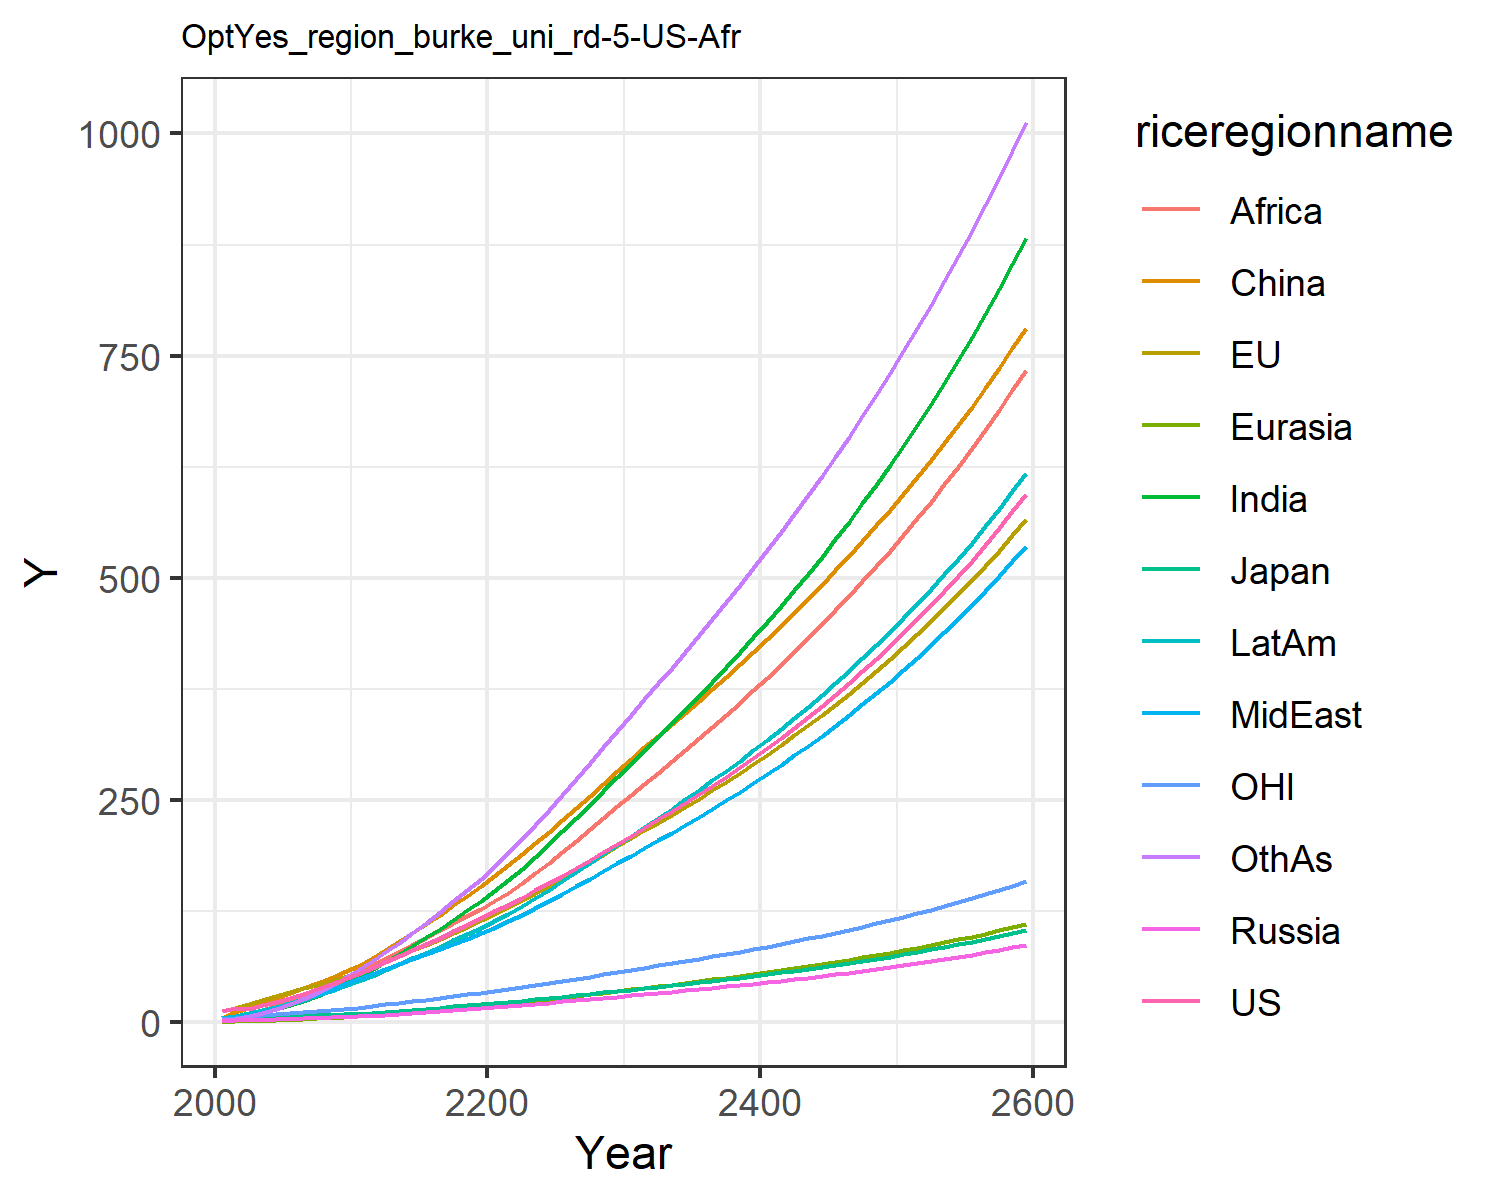 OptYes_region_burke_uni_rd-5-US-Afr
1000
750
500
250
0
Y
2000 2200 2400 2600
Year
riceregionname
Africa
China
EU
Eurasia
India
Japan
LatAm
MidEast
OHI
OthAs
Russia
US